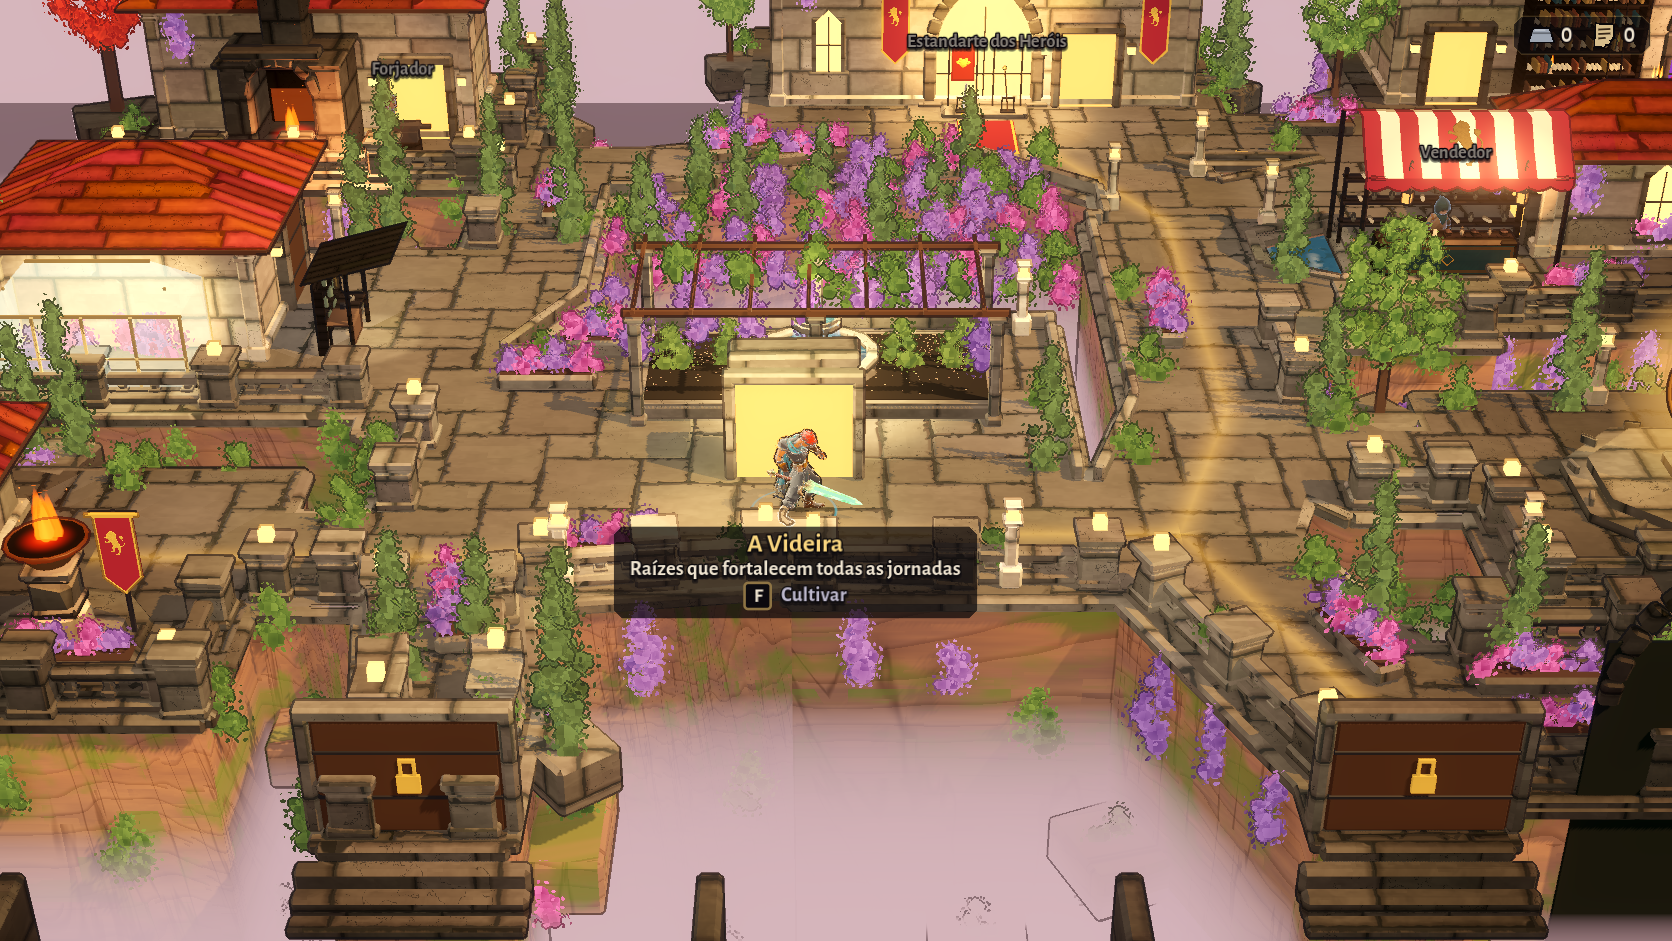 Estandarte dos Heróis
0 0
Forjador
Vendedor
A Videira
Raízes que fortalecem todas as jornadas
F Cultivar